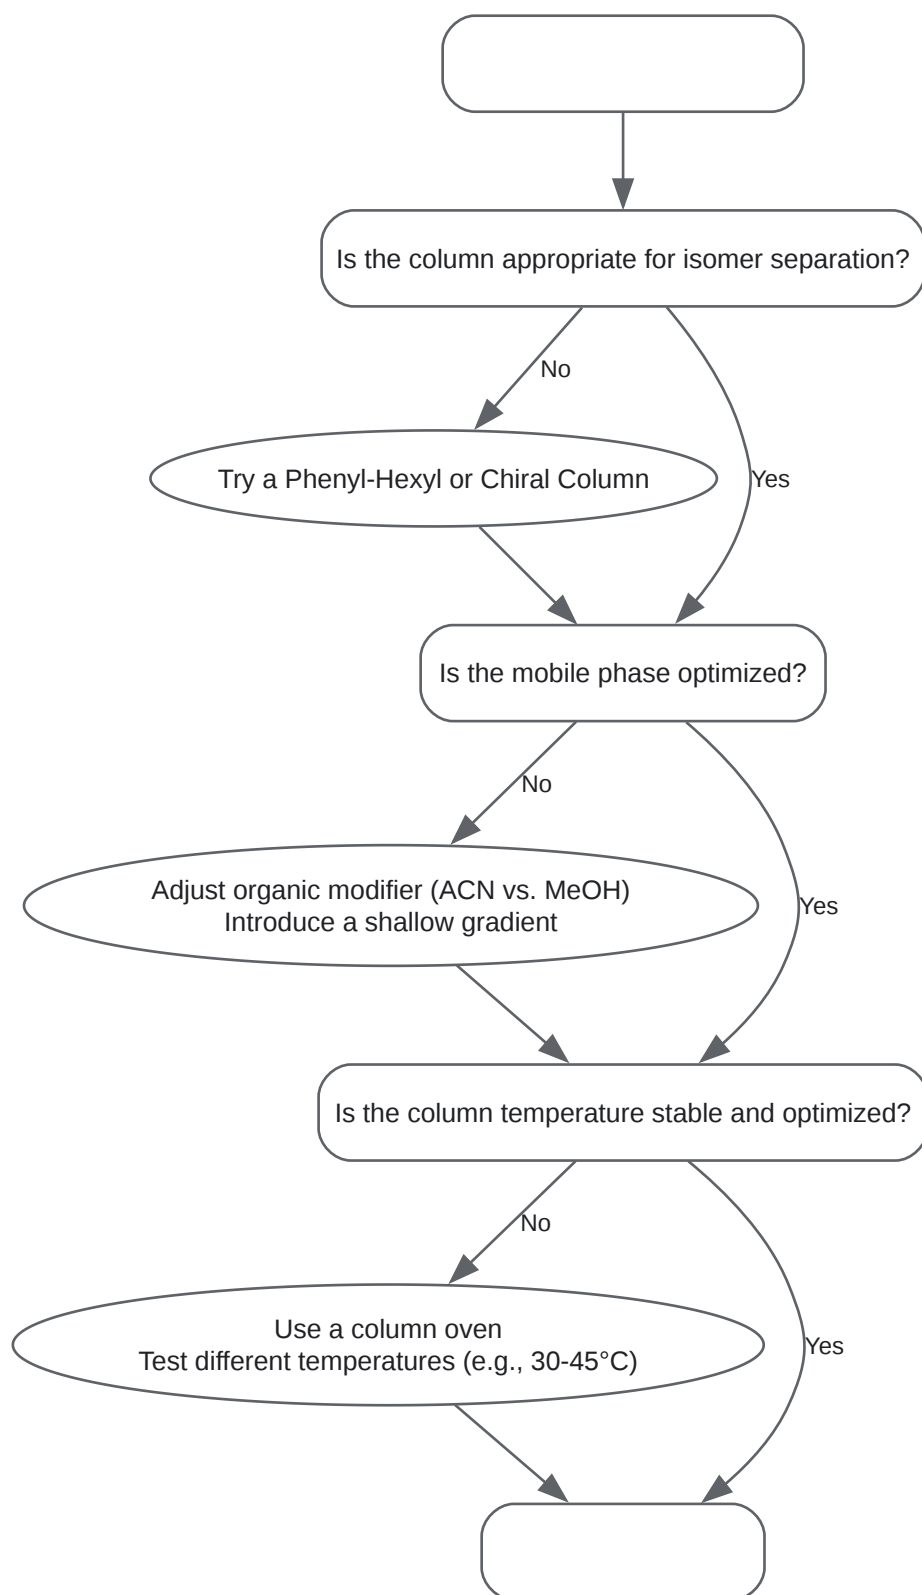 Is the column appropriate for isomer separation?
No
Try a Phenyl-Hexyl or Chiral Column
Yes
Is the mobile phase optimized?
No
Adjust organic modifier (ACN vs. MeOH)
Introduce a shallow gradient
Yes
Is the column temperature stable and optimized?
No
Use a column oven
Test different temperatures (e.g., 30-45°C)
Yes